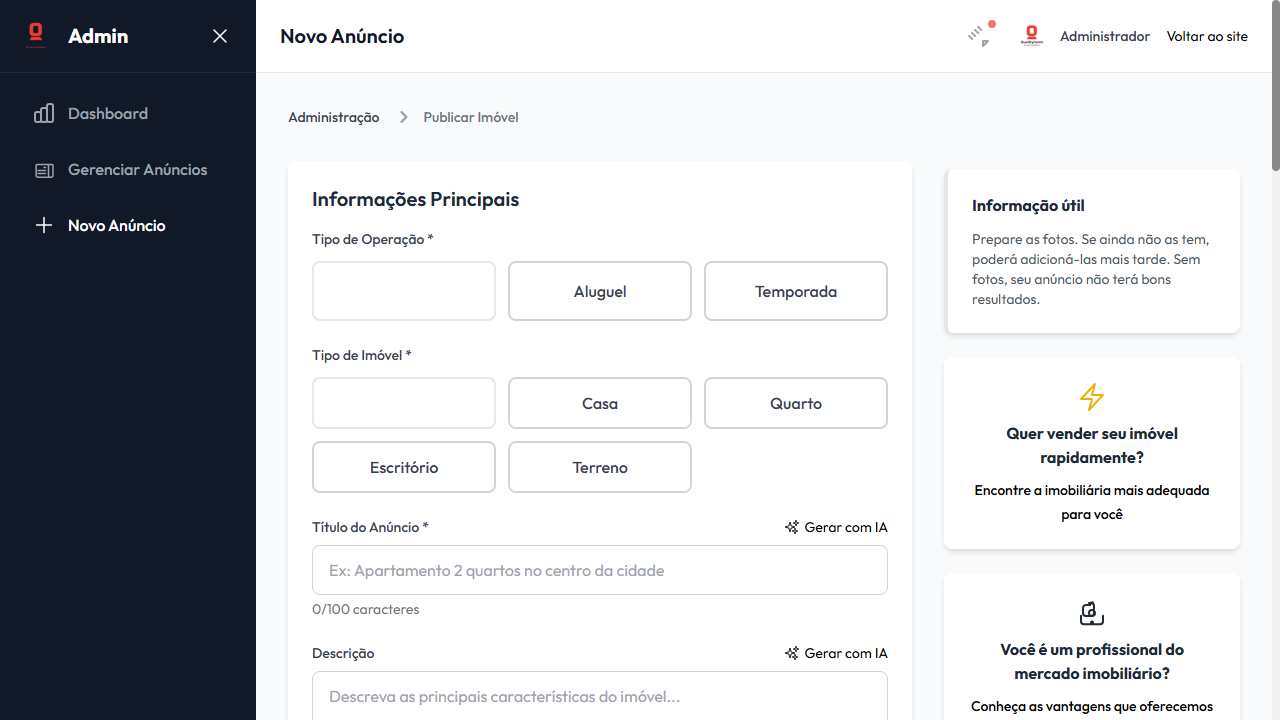 Admin
Dashboard
Gerenciar Anúncios
Novo Anúncio
Novo Anúncio
Administrador
Voltar ao site
Administração
Publicar Imóvel
Informações Principais
Tipo de Operação *
Aluguel
Temporada
Tipo de Imóvel *
Casa
Quarto
Escritório
Terreno
Título do Anúncio *
Gerar com IA
Ex: Apartamento 2 quartos no centro da cidade
0/100 caracteres
Descrição
Gerar com IA
Descreva as principais características do imóvel...
Informação útil
Prepare as fotos. Se ainda não as tem,
poderá adicioná-las mais tarde. Sem
fotos, seu anúncio não terá bons
resultados.
Quer vender seu imóvel
rapidamente?
Encontre a imobiliária mais adequada
para você
Você é um profissional do
mercado imobiliário?
Conheça as vantagens que oferecemos